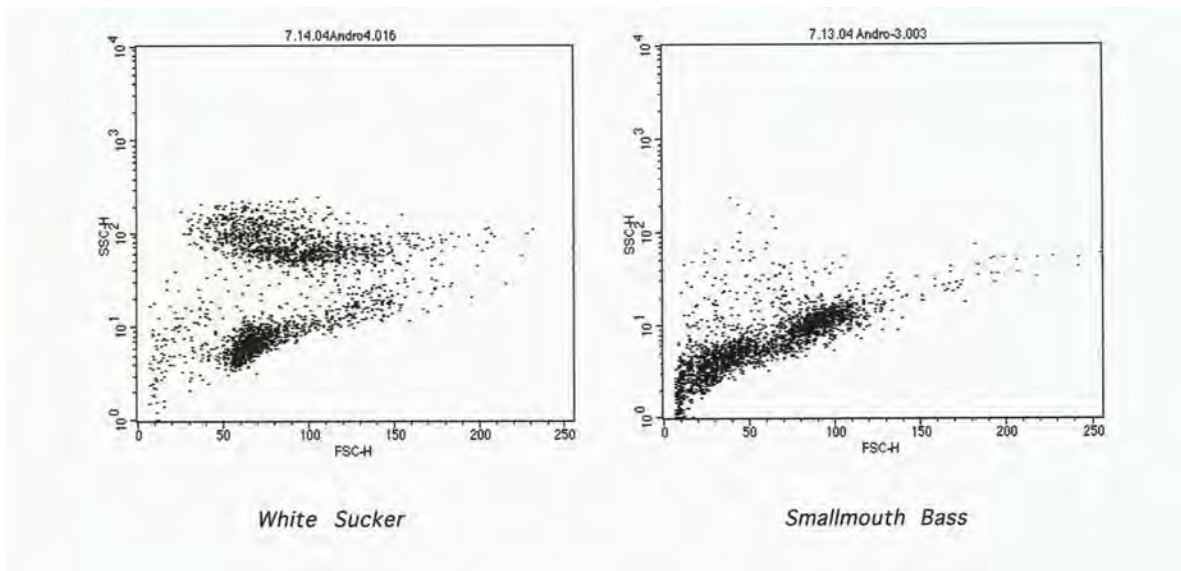 7.14.04Andro4.016
10^4
10^3
10^2
10^1
10^0
SSC-H
0 50 100 150 200 250
FSC-H
White Sucker
7.13.04 Andro-3.003
10^4
10^3
10^2
10^1
10^0
SSC-H
0 50 100 150 200 250
FSC-H
Smallmouth Bass